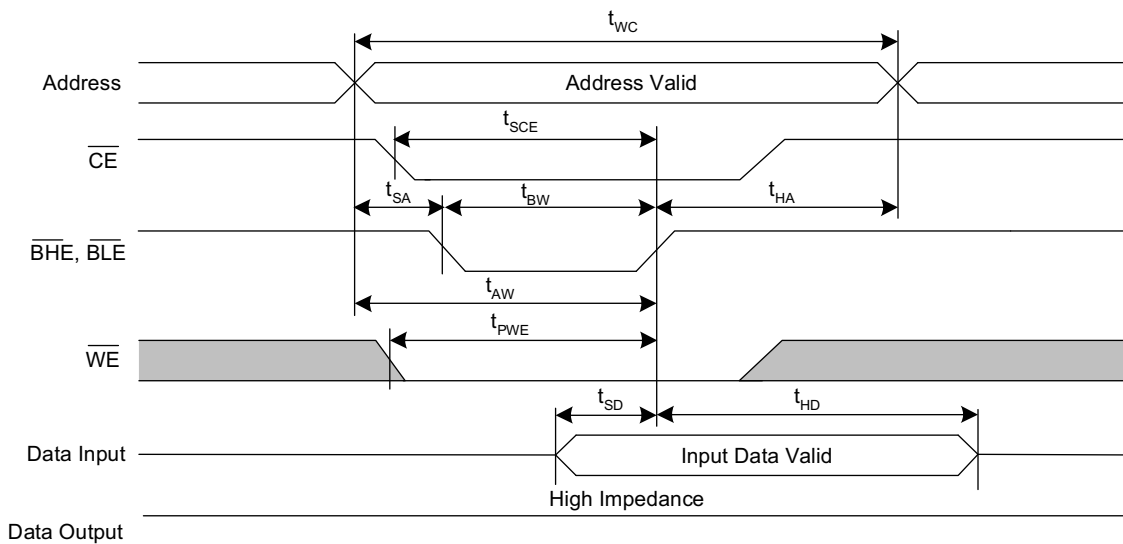 tWC
Address
Address Valid
tSCE
CE
tSA
tBW
tHA
BHE, BLE
tAW
tPWE
WE
tSD
tHD
Data Input
Input Data Valid
High Impedance
Data Output